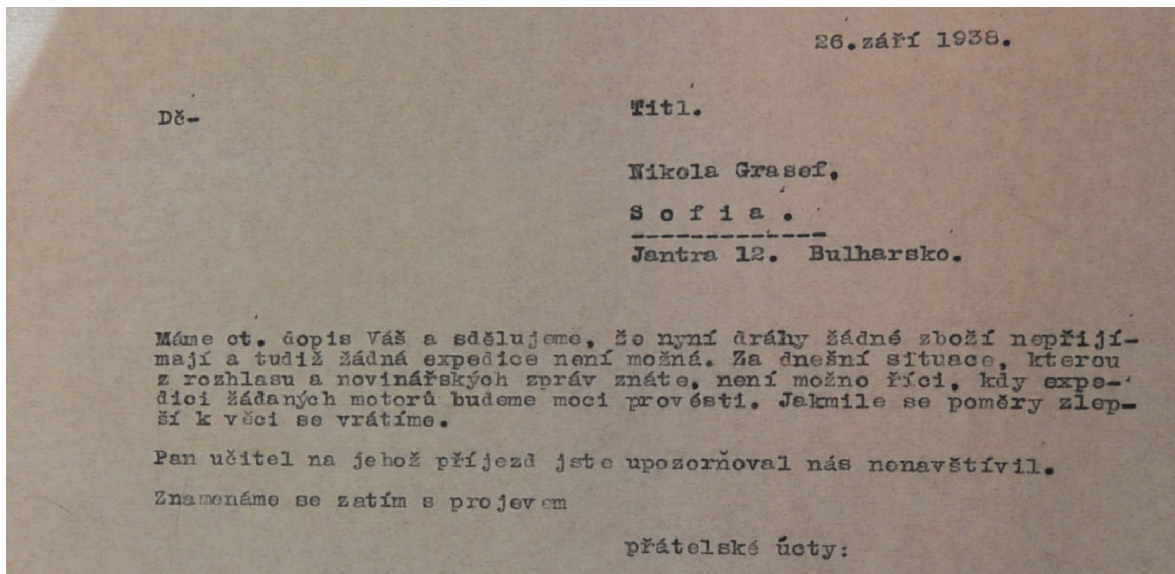 26.září 1938.
Dč-
Titl.
Nikola Grasef,
S o f i a .
Jantra 12. Bulharsko.
Máme ct. dopis Váš a sdělujeme, že nyní dráhy žádné zboží nepřijí-
mají a tudiž žádná expedice není možná. Za dnešní situace, kterou
z rozhlasu a novinářských zpráv znáte, není možno říci, kdy expe-
dici žádaných motorů budeme moci provésti. Jakmile se poměry zlep-
ší k věci se vrátíme.
Pan učitel na jehož příjezd jste upozorňoval nás nenavštívil.
Znamenáme se zatím s projevem
přátelské úcty: